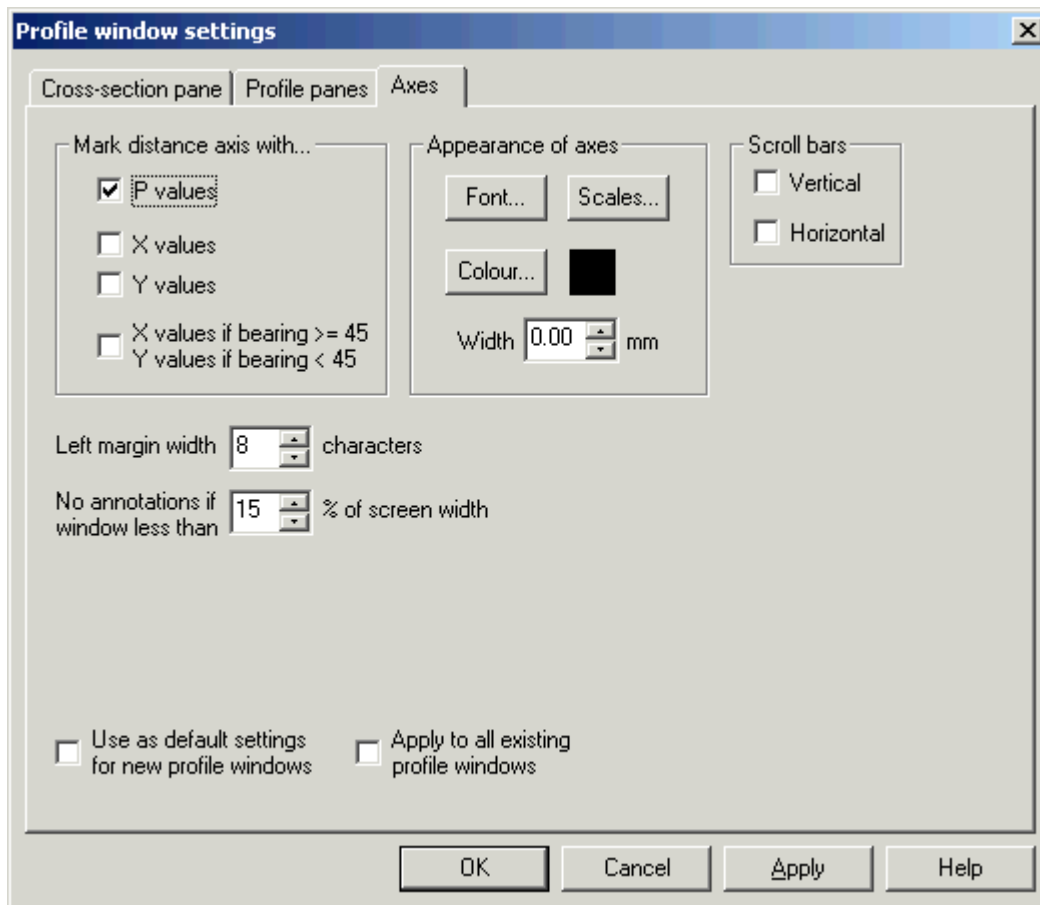 Profile window settings
Cross-section pane
Profile panes
Axes
Mark distance axis with...
P values
X values
Y values
X values if bearing >= 45
Y values if bearing < 45
Appearance of axes
Font...
Scales...
Colour...
Width 0.00 mm
Scroll bars
Vertical
Horizontal
Left margin width 8 characters
No annotations if
window less than 15 % of screen width
Use as default settings
for new profile windows
Apply to all existing
profile windows
OK
Cancel
Apply
Help